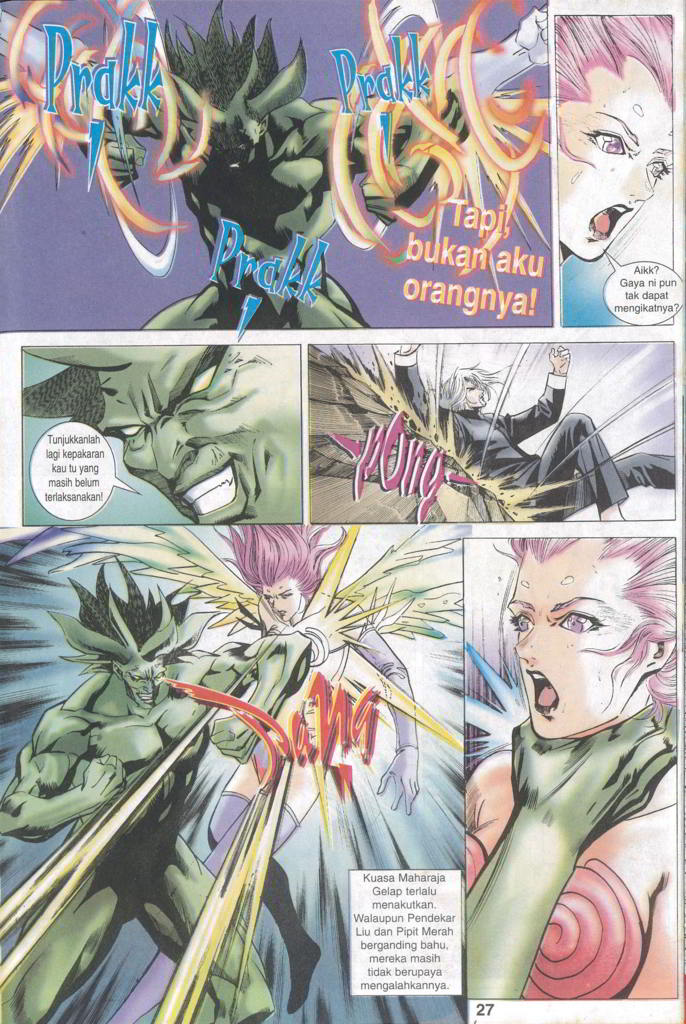 Prakk
!
Prakk
!
Prakk
!
Tapi,
bukan aku
orangnya!
Aikk?
Gaya ni pun
tak dapat
mengikatnya?
Tunjukkanlah
lagi kepakaran
kau tu yang
masih belum
terlaksanakan!
Pong
Dang
Kuasa Maharaja
Gelap terlalu
menakutkan.
Walaupun Pendekar
Liu dan Pipit Merah
berganding bahu,
mereka masih
tidak berupaya
mengalahkannya.
27